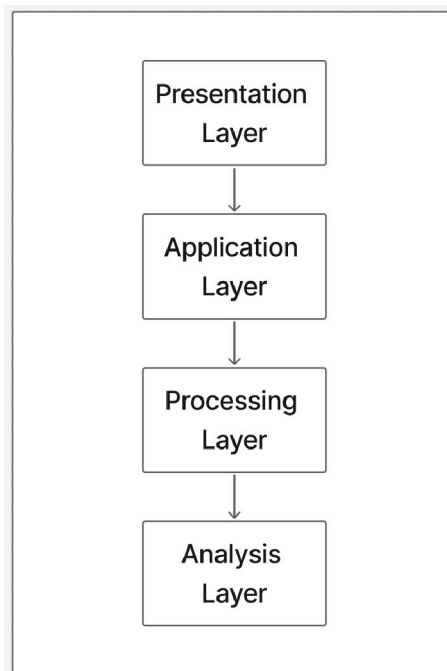 Presentation
Layer
Application
Layer
Processing
Layer
Analysis
Layer